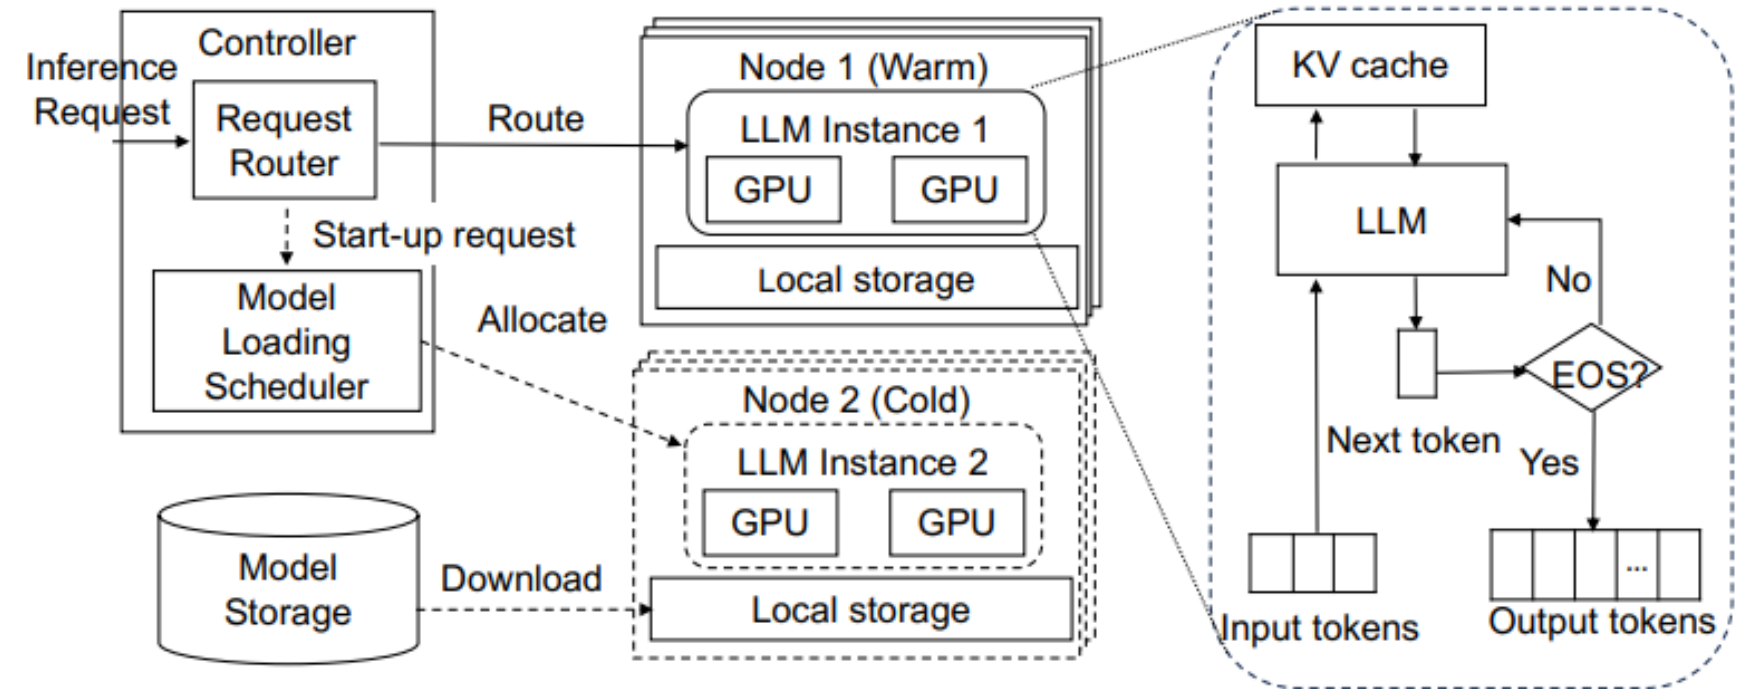 Controller
Inference
Request
Request
Router
Start-up request
Model
Loading
Scheduler
Route
Allocate
Model
Storage
Download
Node 1 (Warm)
LLM Instance 1
GPU
GPU
Local storage
Node 2 (Cold)
LLM Instance 2
GPU
GPU
Local storage
KV cache
LLM
No
EOS?
Next token
Yes
...
Input tokens
Output tokens